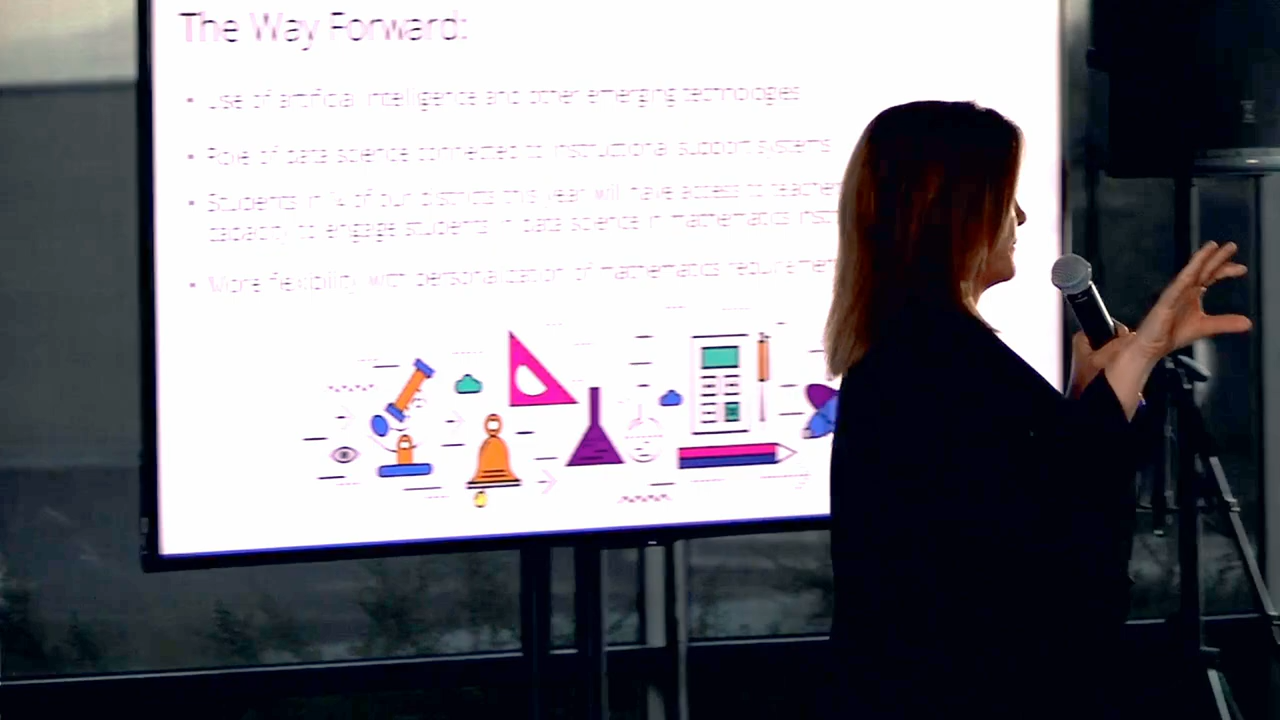 The Way Forward:
• Use of artificial intelligence and other emerging technologies
• Role of data science connected to instructional support systems
• Students in ¼ of our districts this year will have access to teacher
capacity to engage students in data science in mathematics
• More flexibility with personalization of mathematics